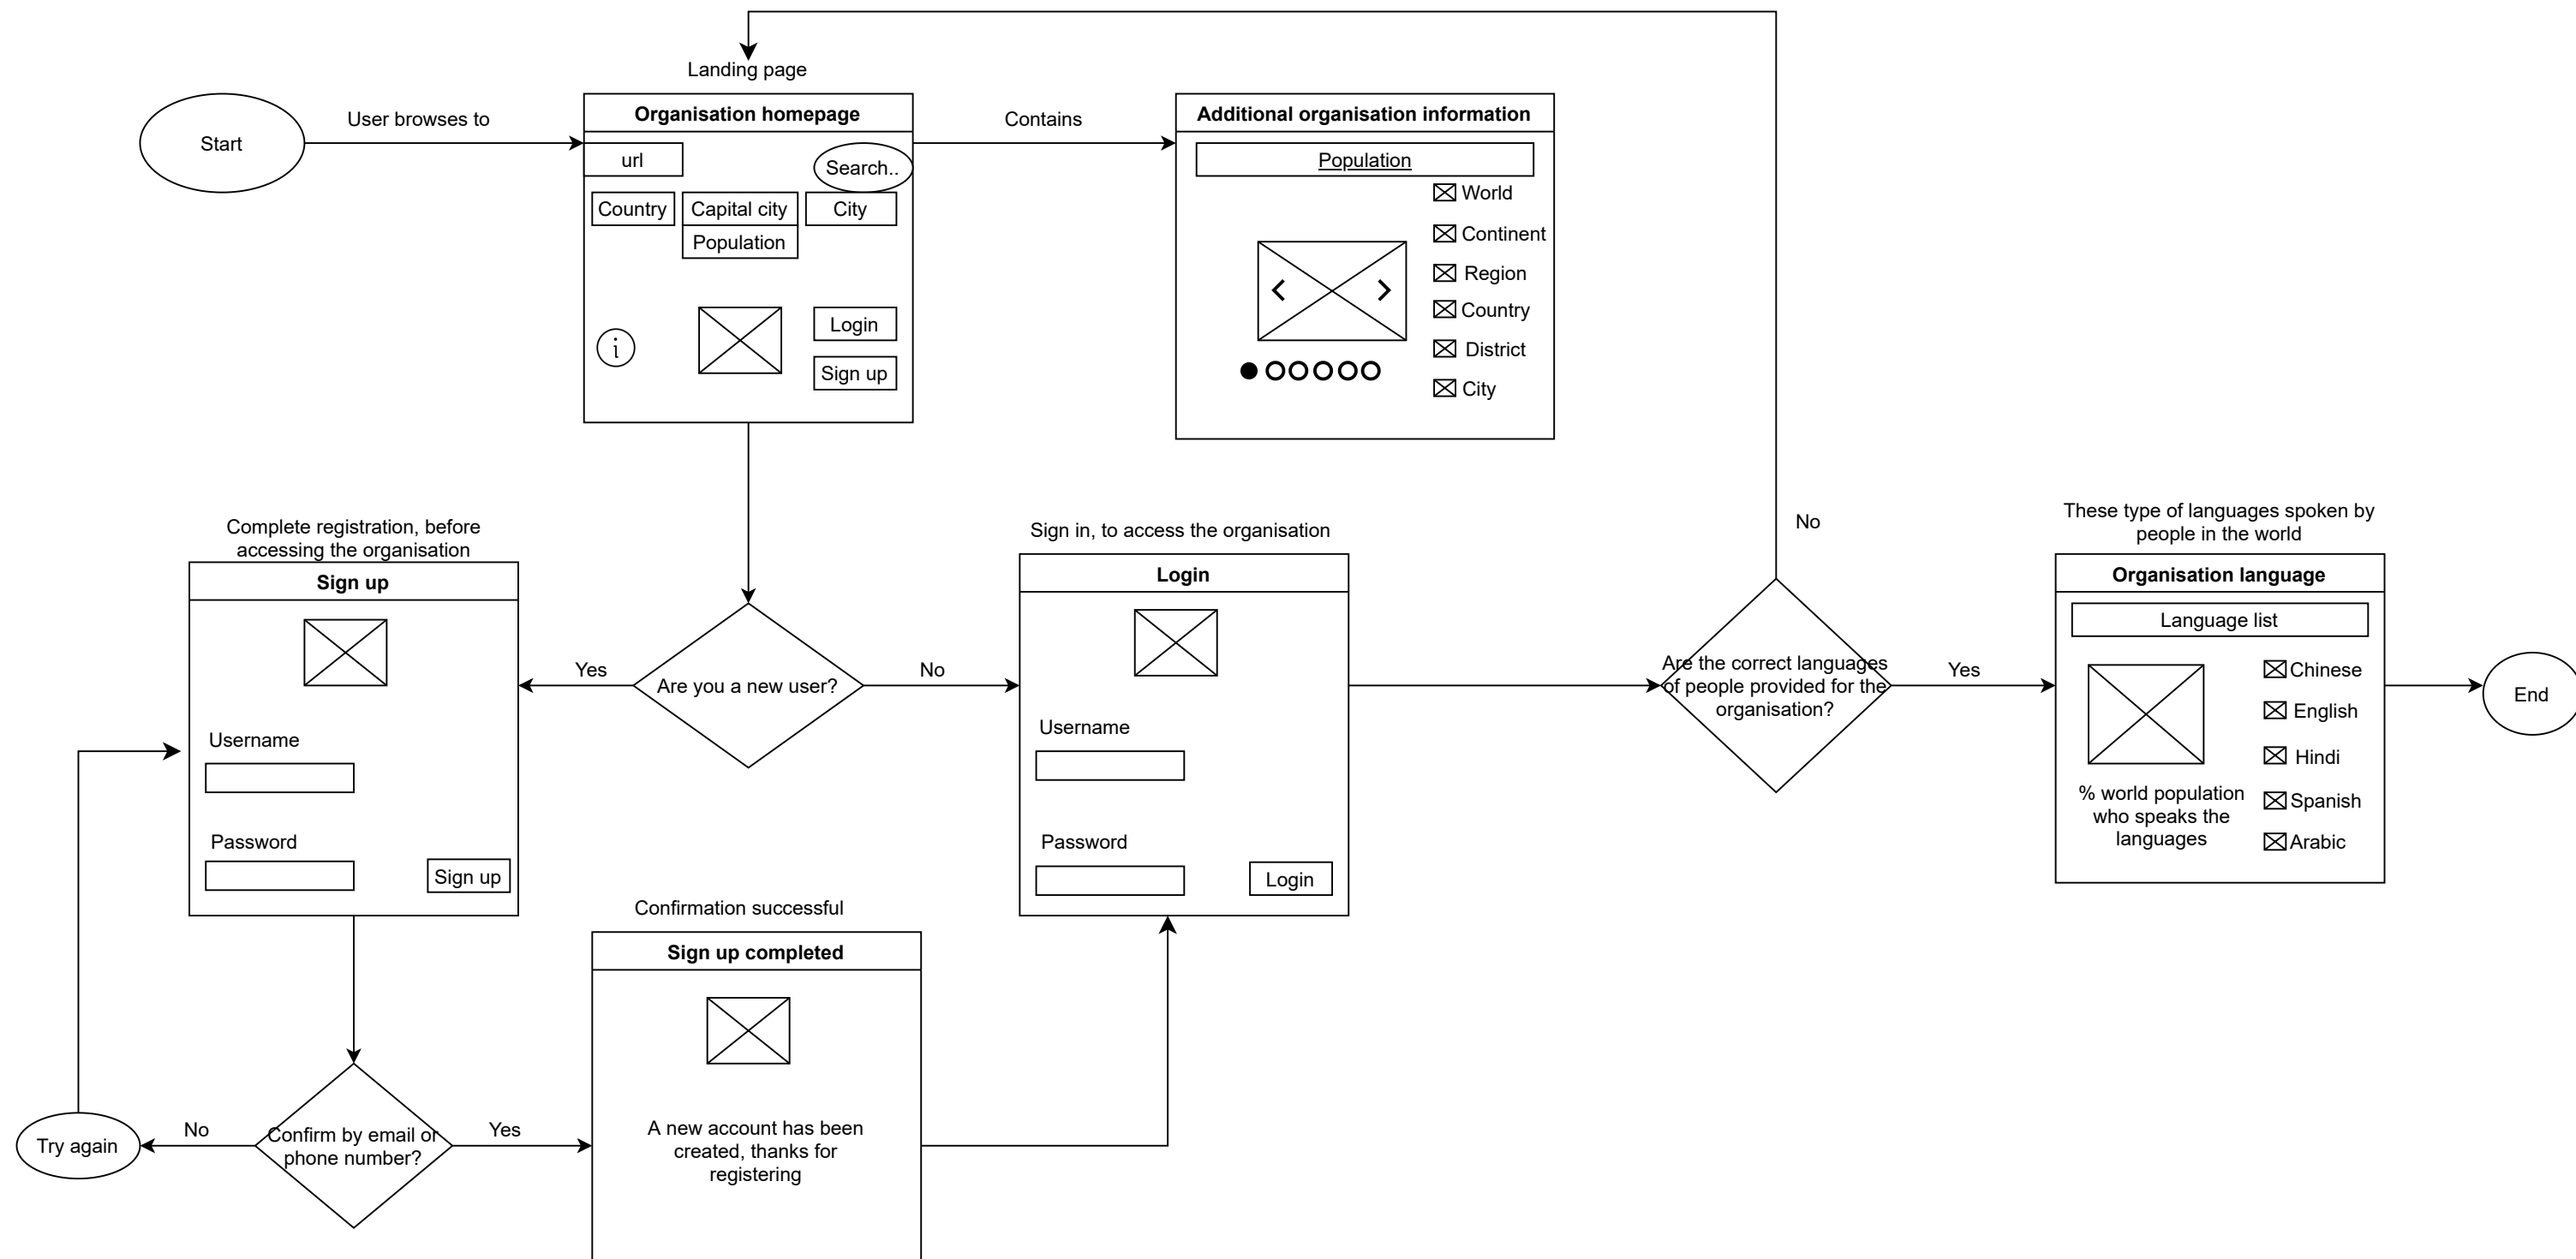 Landing page
Start
User browses to
Organisation homepage
url
Search..
Country
Capital city
City
Population
i
Login
Sign up
Contains
Additional organisation information
Population
World
Continent
Region
Country
District
City
Complete registration, before
accessing the organisation
Sign up
Username
Password
Sign up
Yes
Are you a new user?
No
Sign in, to access the organisation
Login
Username
Password
Login
No
Are the correct languages
of people provided for the
organisation?
Yes
These type of languages spoken by
people in the world
Organisation language
Language list
Chinese
English
Hindi
Spanish
Arabic
% world population
who speaks the
languages
End
Try again
No
Confirm by email or
phone number?
Yes
Confirmation successful
Sign up completed
A new account has been
created, thanks for
registering